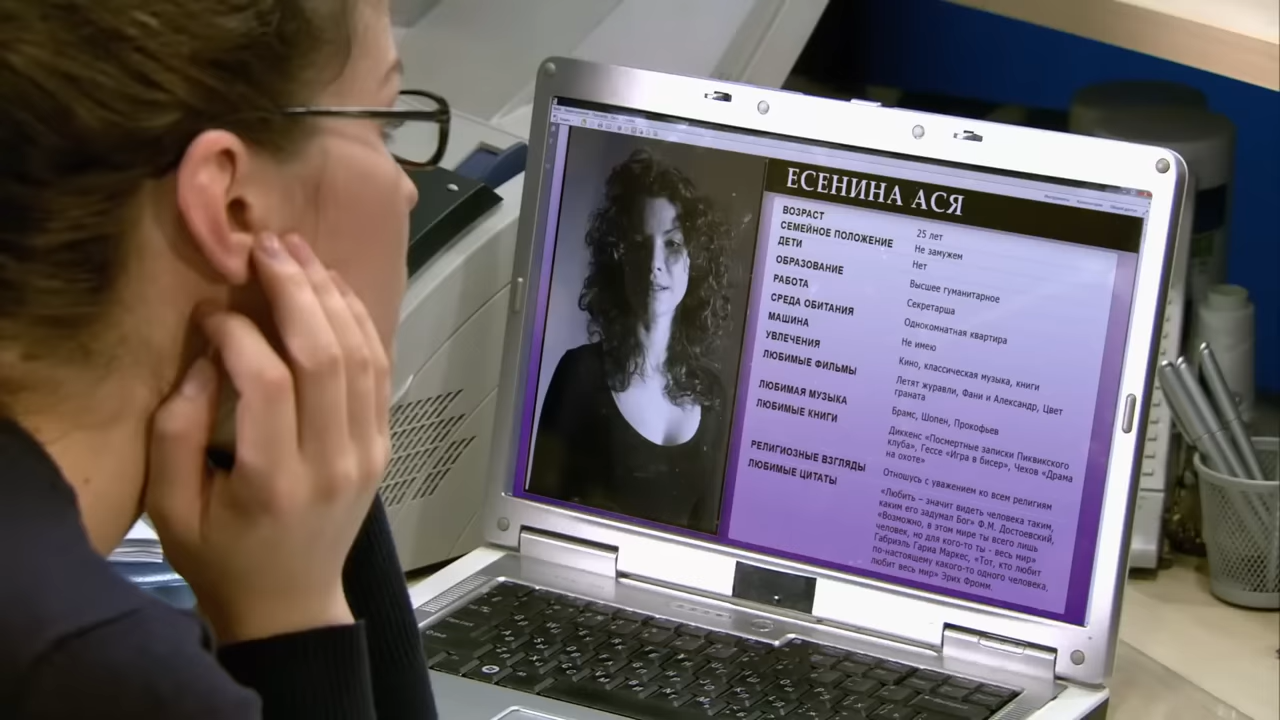 ЕСЕНИНА АСЯ
ВОЗРАСТ 25 лет
СЕМЕЙНОЕ ПОЛОЖЕНИЕ Не замужем
ДЕТИ Нет
ОБРАЗОВАНИЕ Высшее гуманитарное
РАБОТА Секретарша
СРЕДА ОБИТАНИЯ Однокомнатная квартира
МАШИНА Не имею
УВЛЕЧЕНИЯ Кино, классическая музыка, книги
ЛЮБИМЫЕ ФИЛЬМЫ Летят журавли, Фани и Александр, Цвет
граната
ЛЮБИМАЯ МУЗЫКА Брамс, Шопен, Прокофьев
ЛЮБИМЫЕ КНИГИ Диккенс «Посмертные записки Пиквикского
клуба», Гессе «Игра в бисер», Чехов «Драма
на охоте»
РЕЛИГИОЗНЫЕ ВЗГЛЯДЫ Отношусь с уважением ко всем религиям
ЛЮБИМЫЕ ЦИТАТЫ «Любить – значит видеть человека таким,
каким его задумал Бог» Ф.М. Достоевский,
«Возможно, в этом мире ты всего лишь
человек, но для кого-то ты - весь мир»
Габриэль Гариа Маркес, «Тот, кто любит
по-настоящему какого-то одного человека,
любит весь мир» Эрих Фромм.